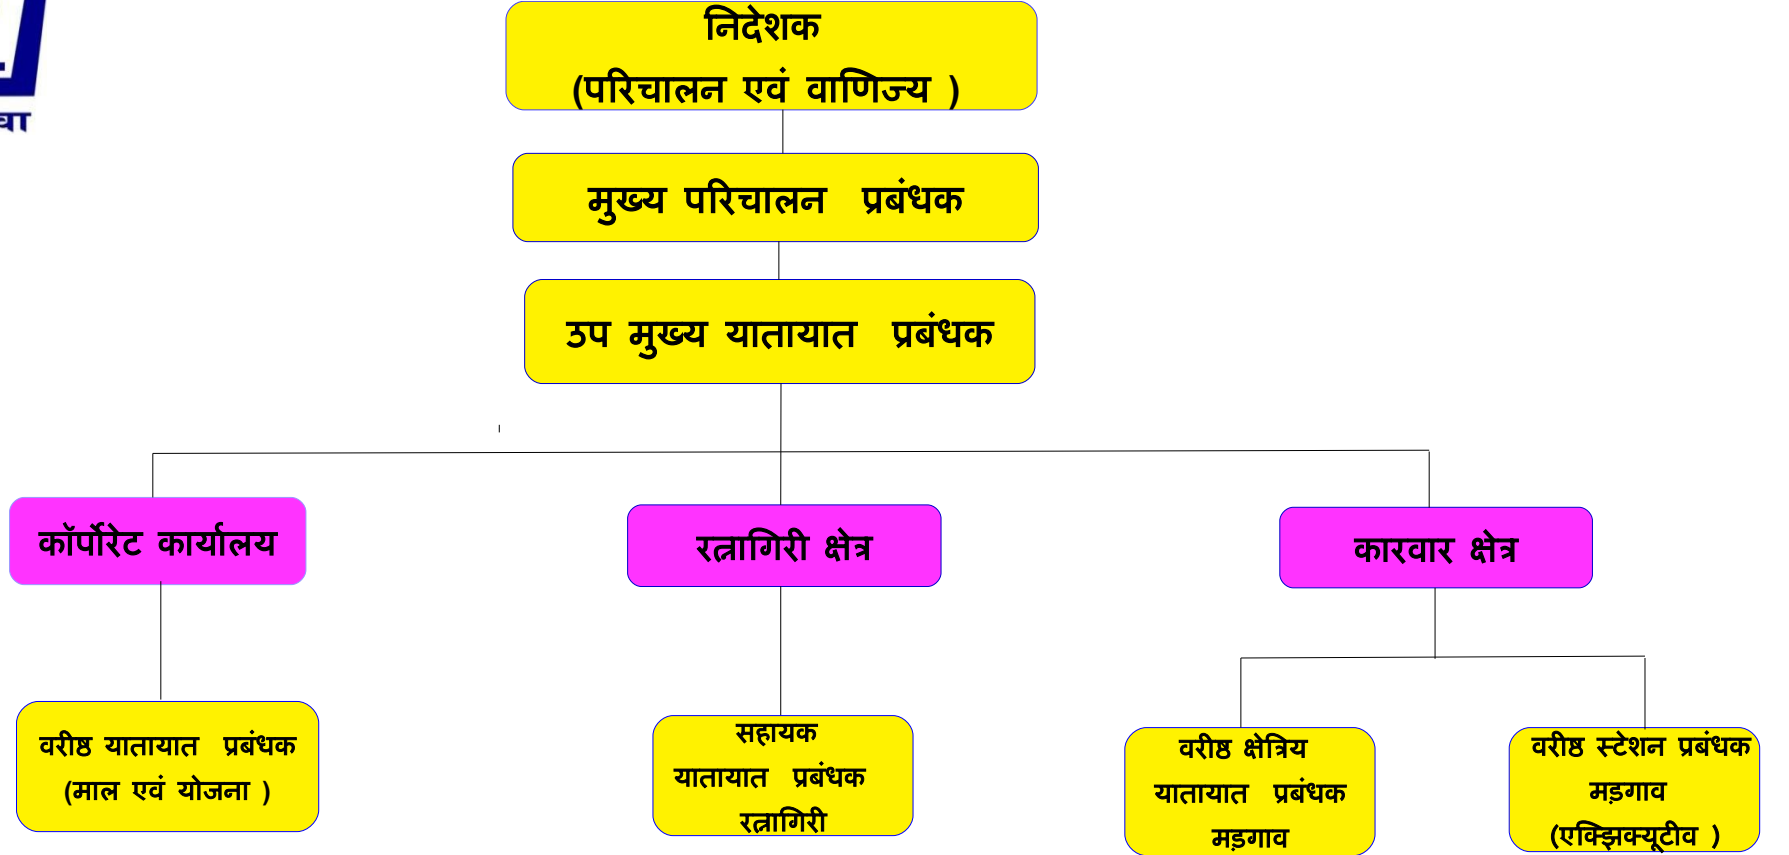 निदेशक
(परिचालन एवं वाणिज्य )
मुख्य परिचालन प्रबंधक
उप मुख्य यातायात प्रबंधक
कॉर्पोरेट कार्यालय
रत्नागिरी क्षेत्र
कारवार क्षेत्र
वरीष्ठ यातायात प्रबंधक
(माल एवं योजना )
सहायक
यातायात प्रबंधक
रत्नागिरी
वरीष्ठ क्षेत्रिय
यातायात प्रबंधक
मड़गाव
वरीष्ठ स्टेशन प्रबंधक
मड़गाव
(एक्झिक्यूटीव )